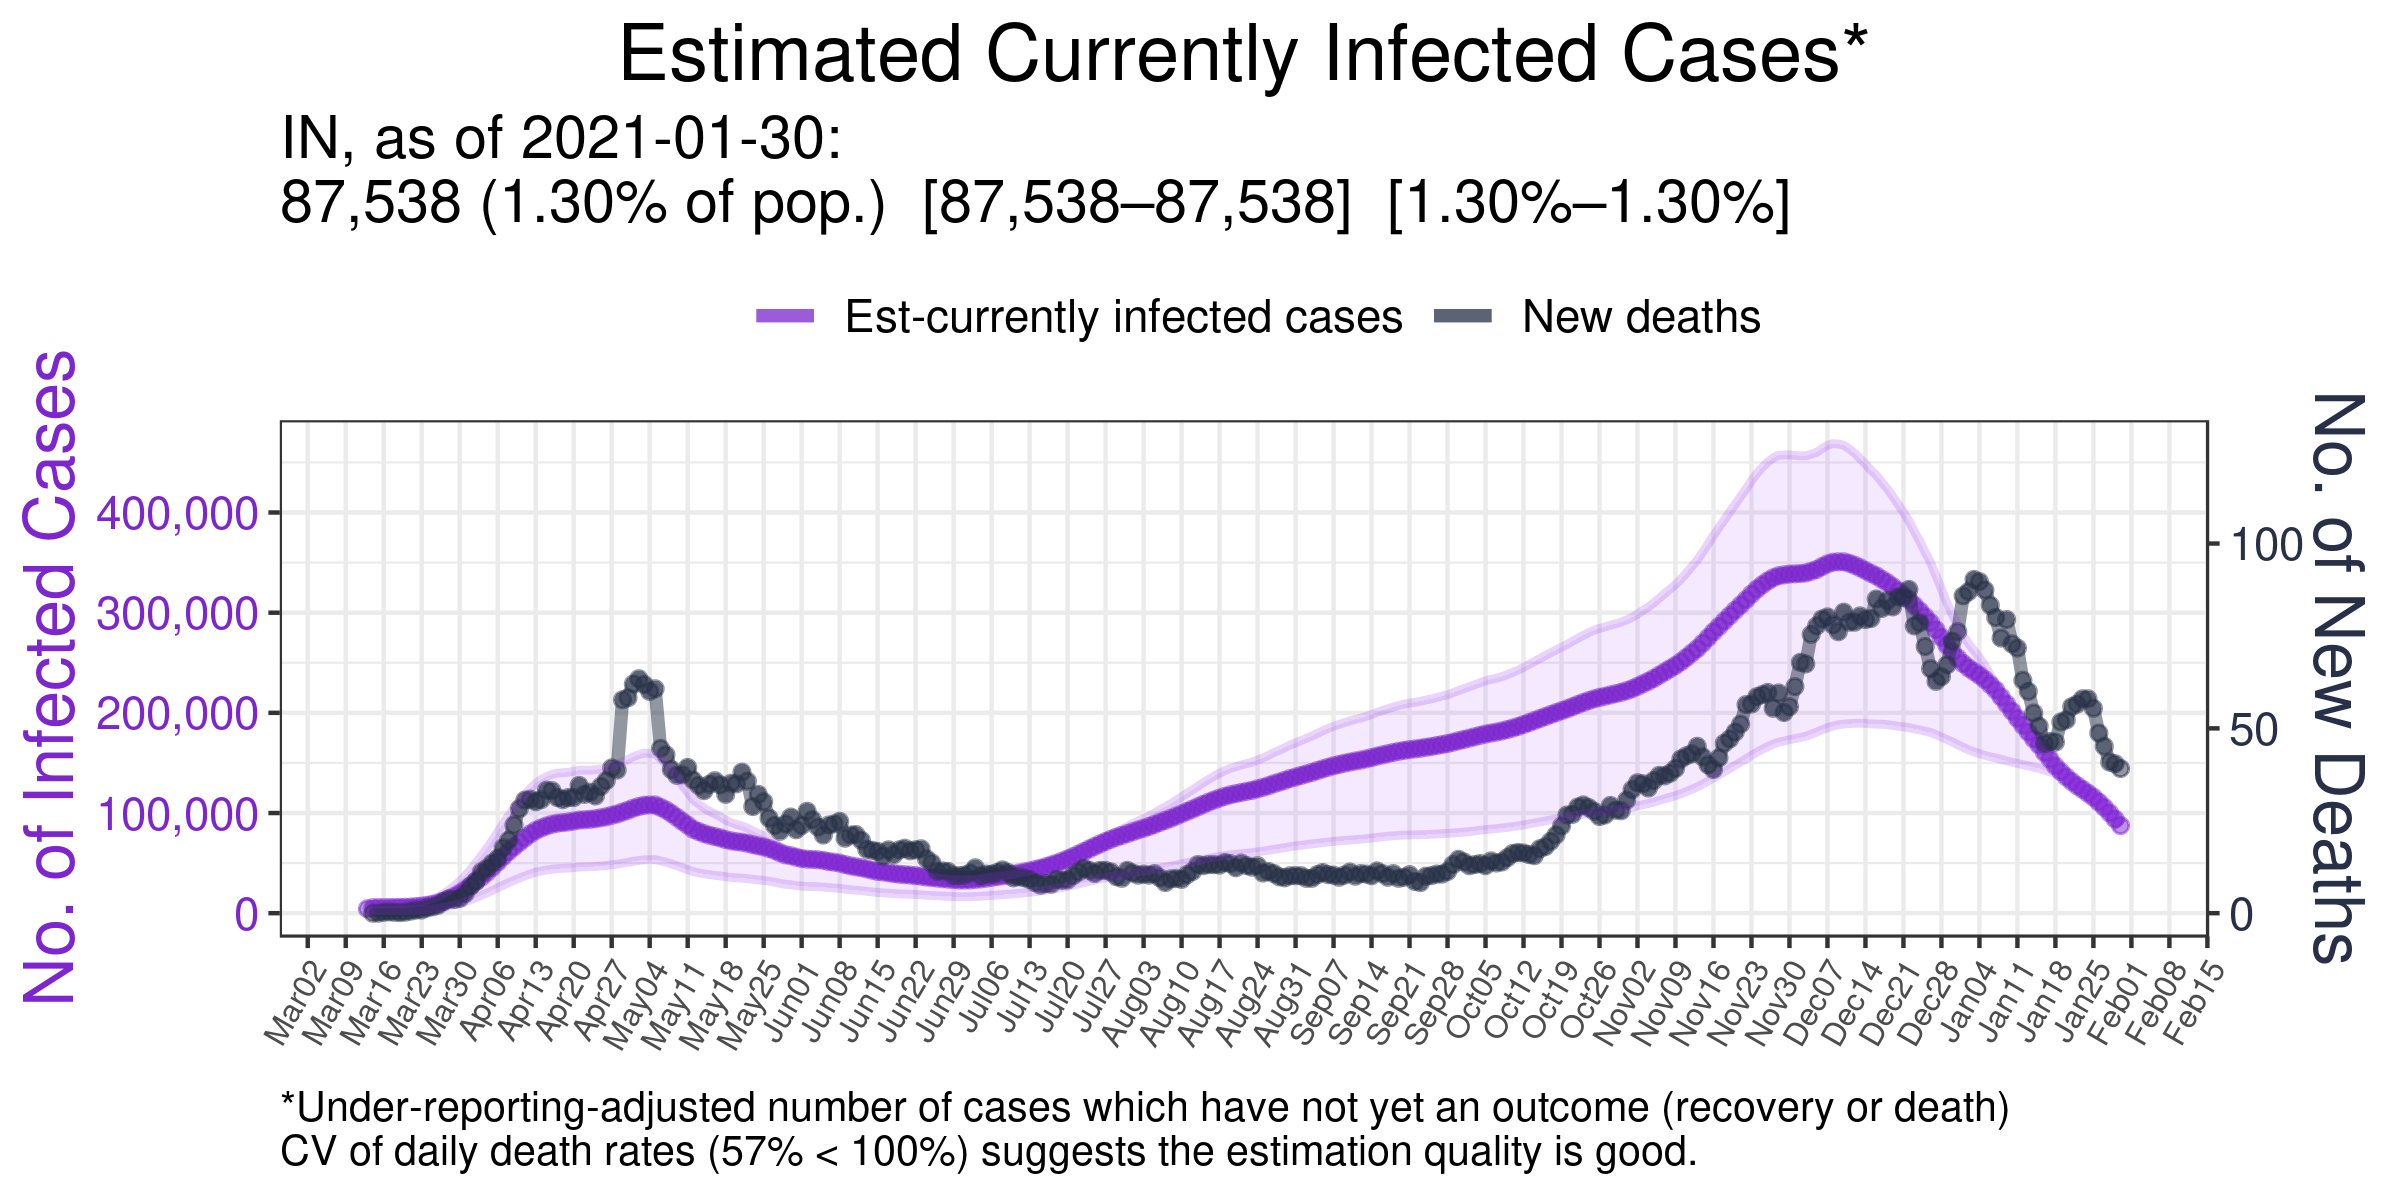 Estimated Currently Infected Cases*
IN, as of 2021-01-30:
87,538 (1.30% of pop.) [87,538–87,538] [1.30%–1.30%]
Est-currently infected cases
New deaths
No. of Infected Cases
400,000
300,000
200,000
100,000
0
No. of New Deaths
100
50
0
Mar02
Mar09
Mar16
Mar23
Mar30
Apr06
Apr13
Apr20
Apr27
May04
May11
May18
May25
Jun01
Jun08
Jun15
Jun22
Jun29
Jul06
Jul13
Jul20
Jul27
Aug03
Aug10
Aug17
Aug24
Aug31
Sep07
Sep14
Sep21
Sep28
Oct05
Oct12
Oct19
Oct26
Nov02
Nov09
Nov16
Nov23
Nov30
Dec07
Dec14
Dec21
Dec28
Jan04
Jan11
Jan18
Jan25
Feb01
Feb08
Feb15
*Under-reporting-adjusted number of cases which have not yet an outcome (recovery or death)
CV of daily death rates (57% < 100%) suggests the estimation quality is good.